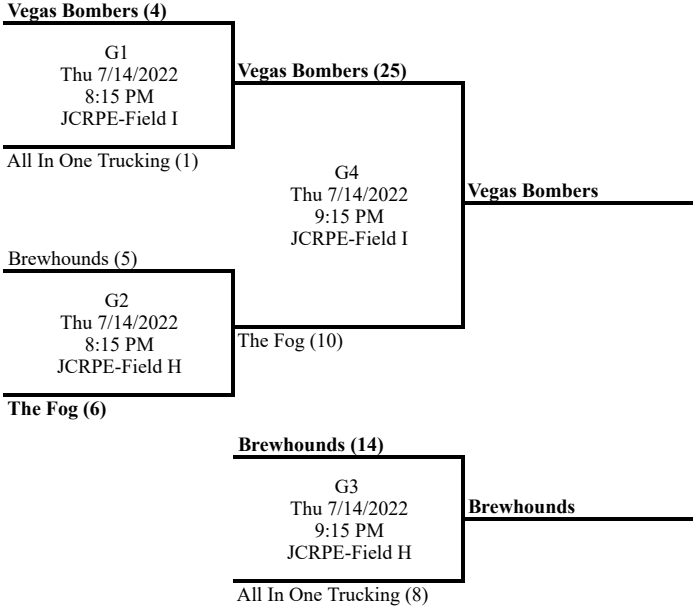 Vegas Bombers (4)
G1
Thu 7/14/2022
8:15 PM
JCRPE-Field I
All In One Trucking (1)
Vegas Bombers (25)
G4
Thu 7/14/2022
9:15 PM
JCRPE-Field I
Vegas Bombers
Brewhounds (5)
G2
Thu 7/14/2022
8:15 PM
JCRPE-Field H
The Fog (6)
The Fog (10)
Brewhounds (14)
G3
Thu 7/14/2022
9:15 PM
JCRPE-Field H
All In One Trucking (8)
Brewhounds